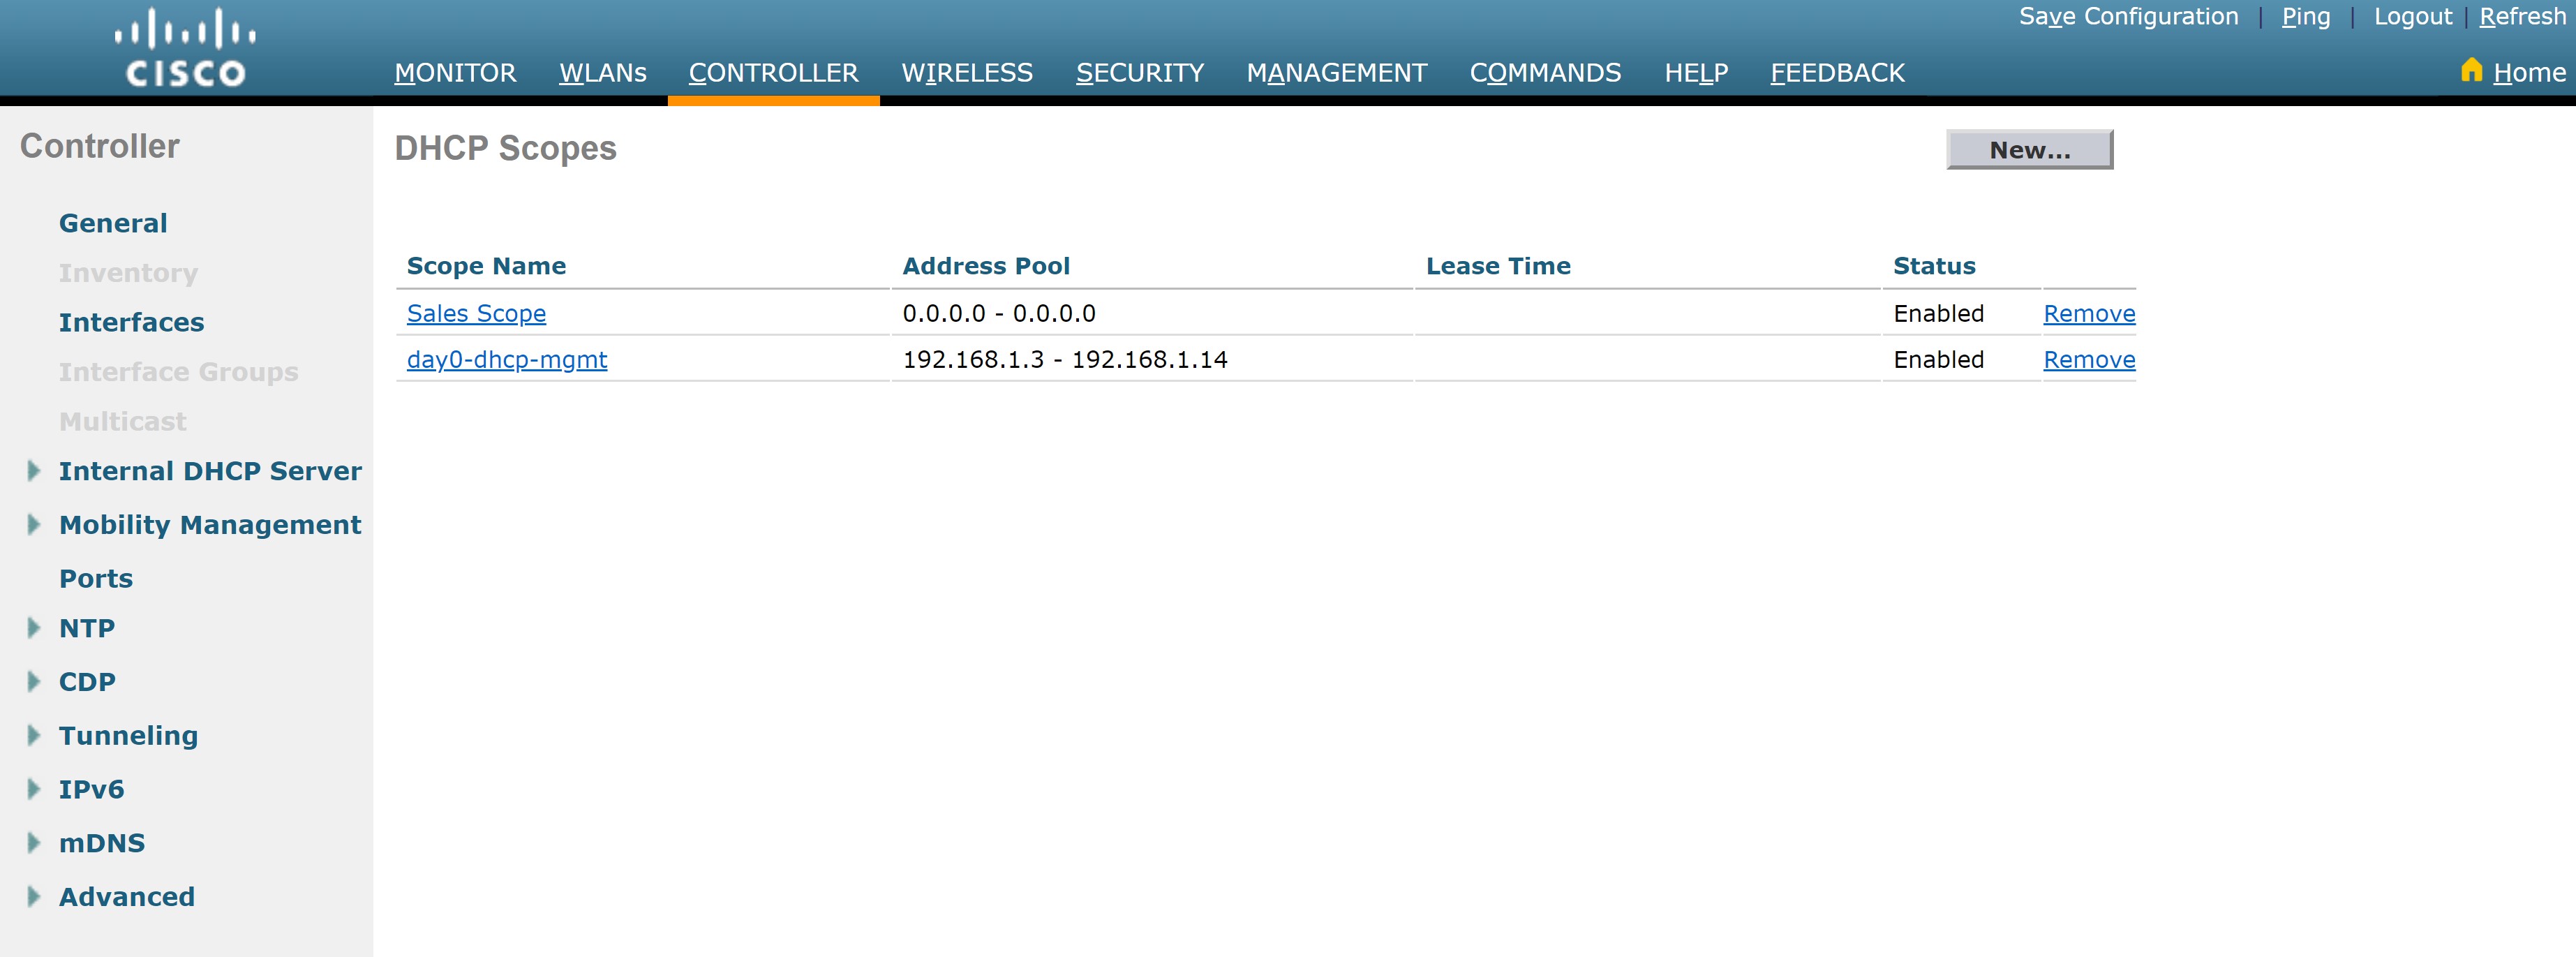 Save Configuration | Ping | Logout | Refresh
CISCO
MONITOR WLANs CONTROLLER WIRELESS SECURITY MANAGEMENT COMMANDS HELP FEEDBACK Home
Controller
General
Inventory
Interfaces
Interface Groups
Multicast
Internal DHCP Server
Mobility Management
Ports
NTP
CDP
Tunneling
IPv6
mDNS
Advanced
DHCP Scopes
New...
Scope Name Address Pool Lease Time Status
Sales Scope 0.0.0.0 - 0.0.0.0 Enabled Remove
day0-dhcp-mgmt 192.168.1.3 - 192.168.1.14 Enabled Remove